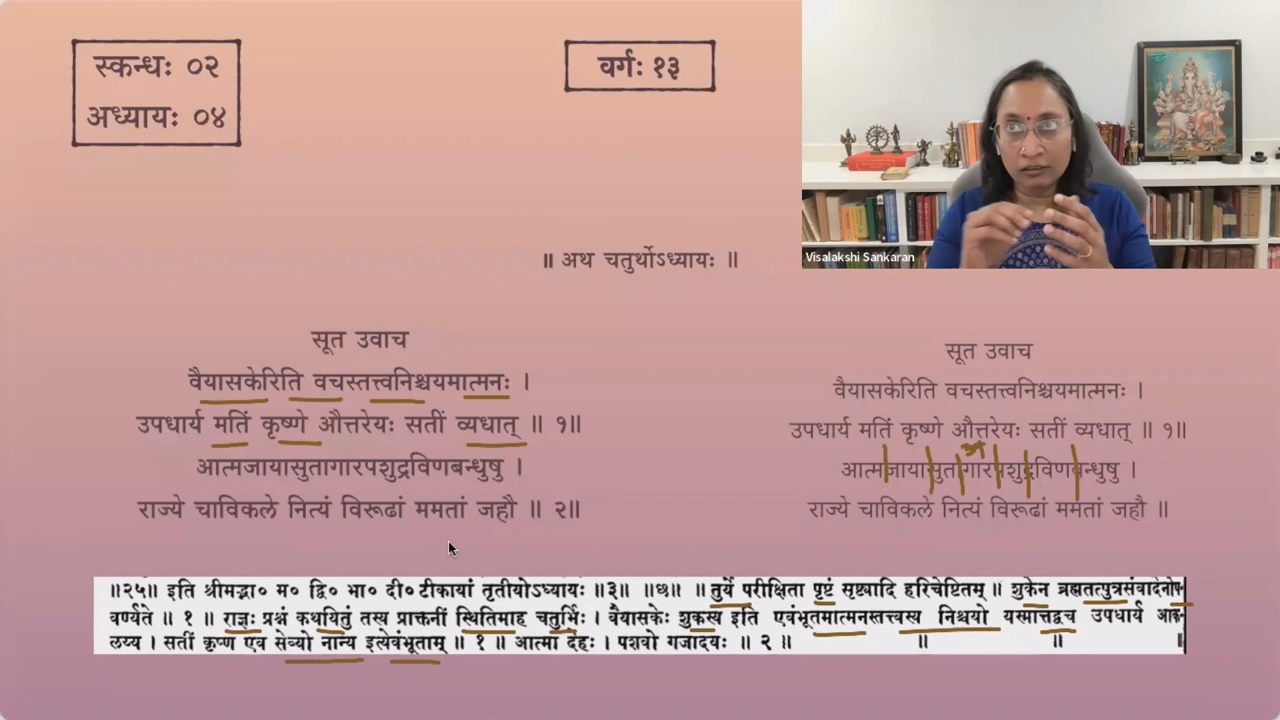 स्कन्धः ०२
अध्यायः ०४
वर्गः १३
Visalakshi Sankaran
॥ अथ चतुर्थोऽध्यायः ॥
सूत उवाच
वैयासकेरिति वचस्तत्त्वनिश्चयमात्मनः ।
उपधार्य मतिं कृष्णे औत्तरेयः सतीं व्यधात् ॥ १॥
आत्मजायासुतागारपशुद्रविणबन्धुषु ।
राज्ये चाविकले नित्यं विरूढां ममतां जहौ ॥ २॥
सूत उवाच
वैयासकेरिति वचस्तत्त्वनिश्चयमात्मनः ।
उपधार्य मतिं कृष्णे औत्तरेयः सतीं व्यधात् ॥ १॥
आत्मजायासुतागारपशुद्रविणबन्धुषु ।
राज्ये चाविकले नित्यं विरूढां ममतां जहौ ॥
॥२५॥ इति श्रीमद्भा० म० द्वि० भा० दी० टीकायां तृतीयोऽध्यायः ॥३॥ ॥छ॥ ॥ तुर्ये परीक्षिता पृष्टं सृष्ट्यादि हरिचेष्टितम् ॥ शुकेन ब्रह्मतत्पुत्रसंवादेनोप-
वर्ण्यते ॥ १ ॥ राज्ञः प्रश्नं कथयितुं तस्य प्राक्तनीं स्थितिमाह चतुर्भिः । वैयासकेः शुकस्य इति एवंभूतमात्मनस्तत्त्वस्य निश्चयो यस्मात्तद्वच उपधार्य आक-
लय्य । सतीं कृष्ण एव सेव्यो नान्य इत्येवंभूताम् ॥ १ ॥ आत्मा देहः । पशवो गजादयः ॥ २ ॥